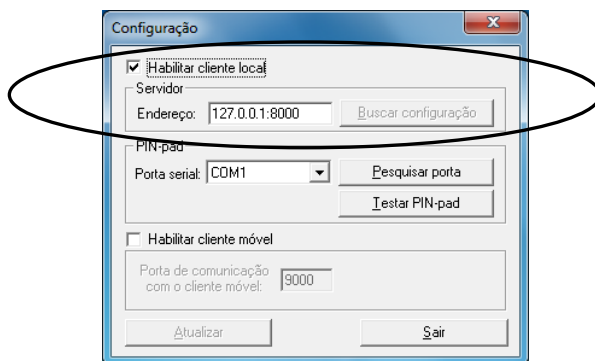 Configuração
Habilitar cliente local
Servidor
Endereço: 127.0.0.1:8000 Buscar configuração
PIN-pad
Porta serial: COM1 Pesquisar porta
Testar PIN-pad
Habilitar cliente móvel
Porta de comunicação
com o cliente móvel: 9000
Atualizar Sair